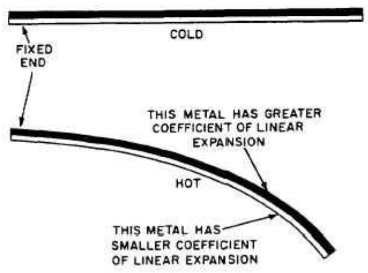 COLD
FIXED
END
THIS METAL HAS GREATER
COEFFICIENT OF LINEAR
EXPANSION
HOT
THIS METAL HAS
SMALLER COEFFICIENT
OF LINEAR EXPANSION